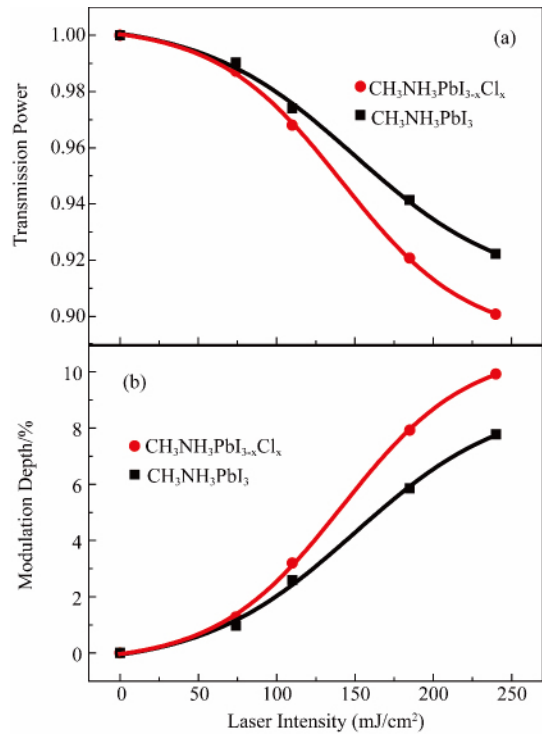 1.00
0.98
0.96
0.94
0.92
0.90
Transmission Power
(a)
CH₃NH₃PbI₃₋ₓClₓ
CH₃NH₃PbI₃
10
8
6
4
2
0
Modulation Depth/%
(b)
CH₃NH₃PbI₃₋ₓClₓ
CH₃NH₃PbI₃
0 50 100 150 200 250
Laser Intensity (mJ/cm²)